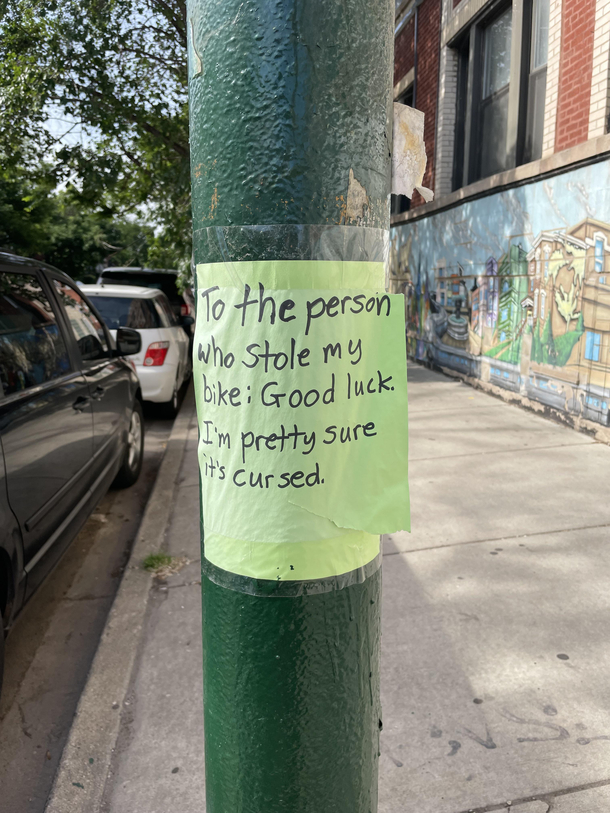 To the person
who stole my
bike: Good luck.
I'm pretty sure
it's cursed.